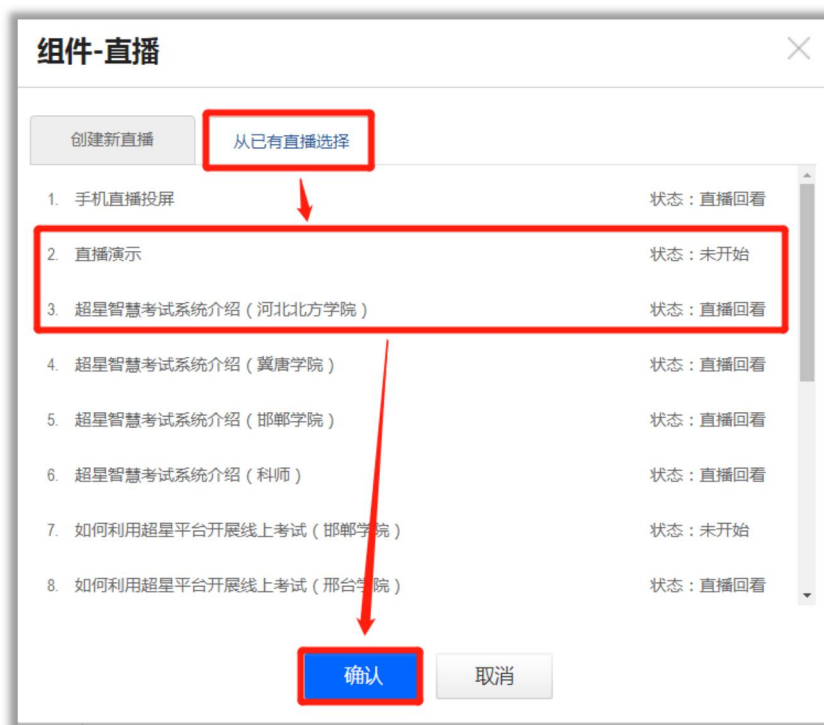 组件-直播
创建新直播 从已有直播选择
1. 手机直播投屏 状态：直播回看
2. 直播演示 状态：未开始
3. 超星智慧考试系统介绍（河北北方学院） 状态：直播回看
4. 超星智慧考试系统介绍（冀唐学院） 状态：直播回看
5. 超星智慧考试系统介绍（邯郸学院） 状态：直播回看
6. 超星智慧考试系统介绍（科师） 状态：直播回看
7. 如何利用超星平台开展线上考试（邯郸学院） 状态：未开始
8. 如何利用超星平台开展线上考试（邢台学院） 状态：直播回看
确认 取消